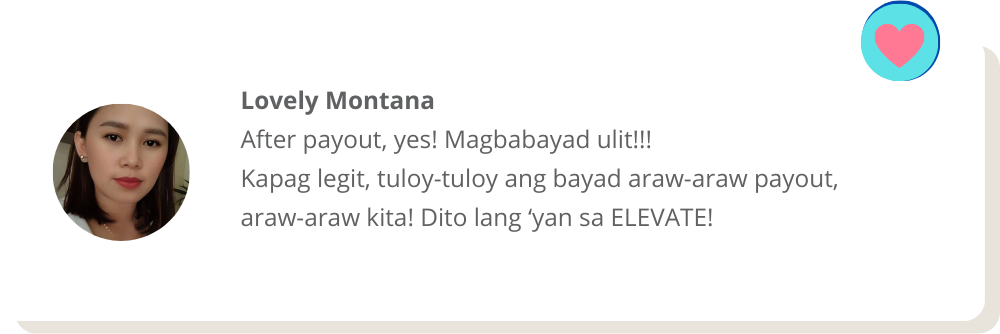 Lovely Montana
After payout, yes! Magbabayad ulit!!!
Kapag legit, tuloy-tuloy ang bayad araw-araw payout,
araw-araw kita! Dito lang ‘yan sa ELEVATE!